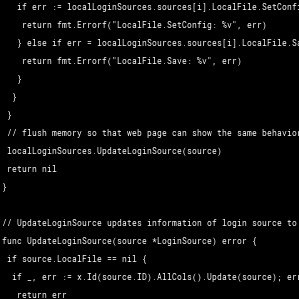 if err := localLoginSources.sources[i].LocalFile.SetConfi
return fmt.Errorf("LocalFile.SetConfig: %v", err)
} else if err = localLoginSources.sources[i].LocalFile.Sa
return fmt.Errorf("LocalFile.Save: %v", err)
}
}
}
// flush memory so that web page can show the same behavior
localLoginSources.UpdateLoginSource(source)
return nil
}
// UpdateLoginSource updates information of login source to
func UpdateLoginSource(source *LoginSource) error {
if source.LocalFile == nil {
if _, err := x.Id(source.ID).AllCols().Update(source); err
return err